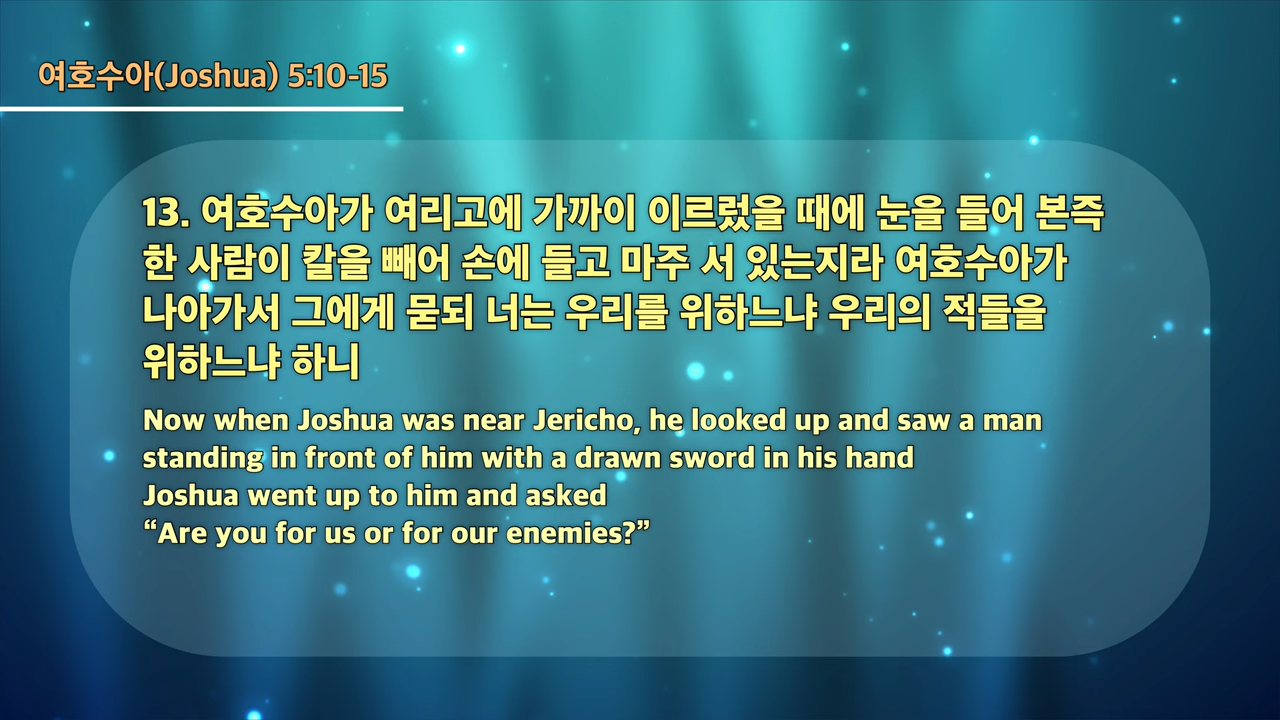 여호수아(Joshua) 5:10-15
13. 여호수아가 여리고에 가까이 이르렀을 때에 눈을 들어 본즉
한 사람이 칼을 빼어 손에 들고 마주 서 있는지라 여호수아가
나아가서 그에게 묻되 너는 우리를 위하느냐 우리의 적들을
위하느냐 하니
Now when Joshua was near Jericho, he looked up and saw a man
standing in front of him with a drawn sword in his hand
Joshua went up to him and asked
“Are you for us or for our enemies?”